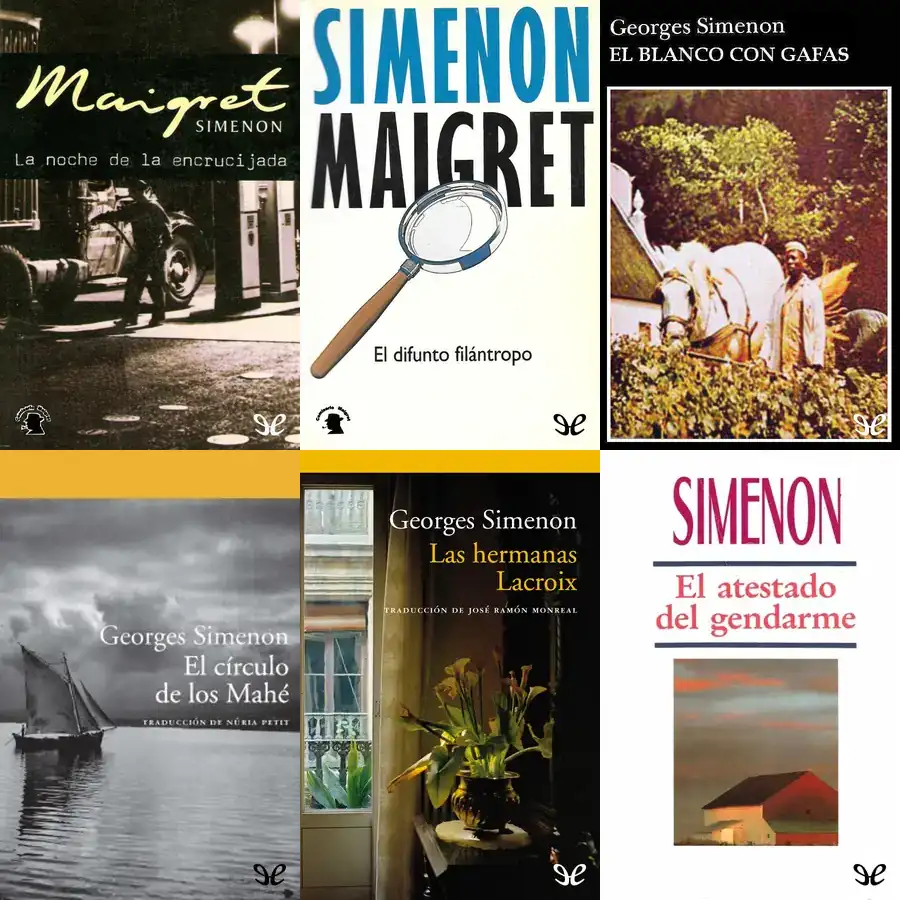 Maigret
SIMENON
La noche de la encrucijada
SIMENON
MAIGRET
El difunto filántropo
Georges Simenon
EL BLANCO CON GAFAS
Georges Simenon
El círculo
de los Mahé
TRADUCCIÓN DE NÚRIA PETIT
Georges Simenon
Las hermanas
Lacroix
TRADUCCIÓN DE JOSÉ RAMÓN MONREAL
SIMENON
El atestado
del gendarme